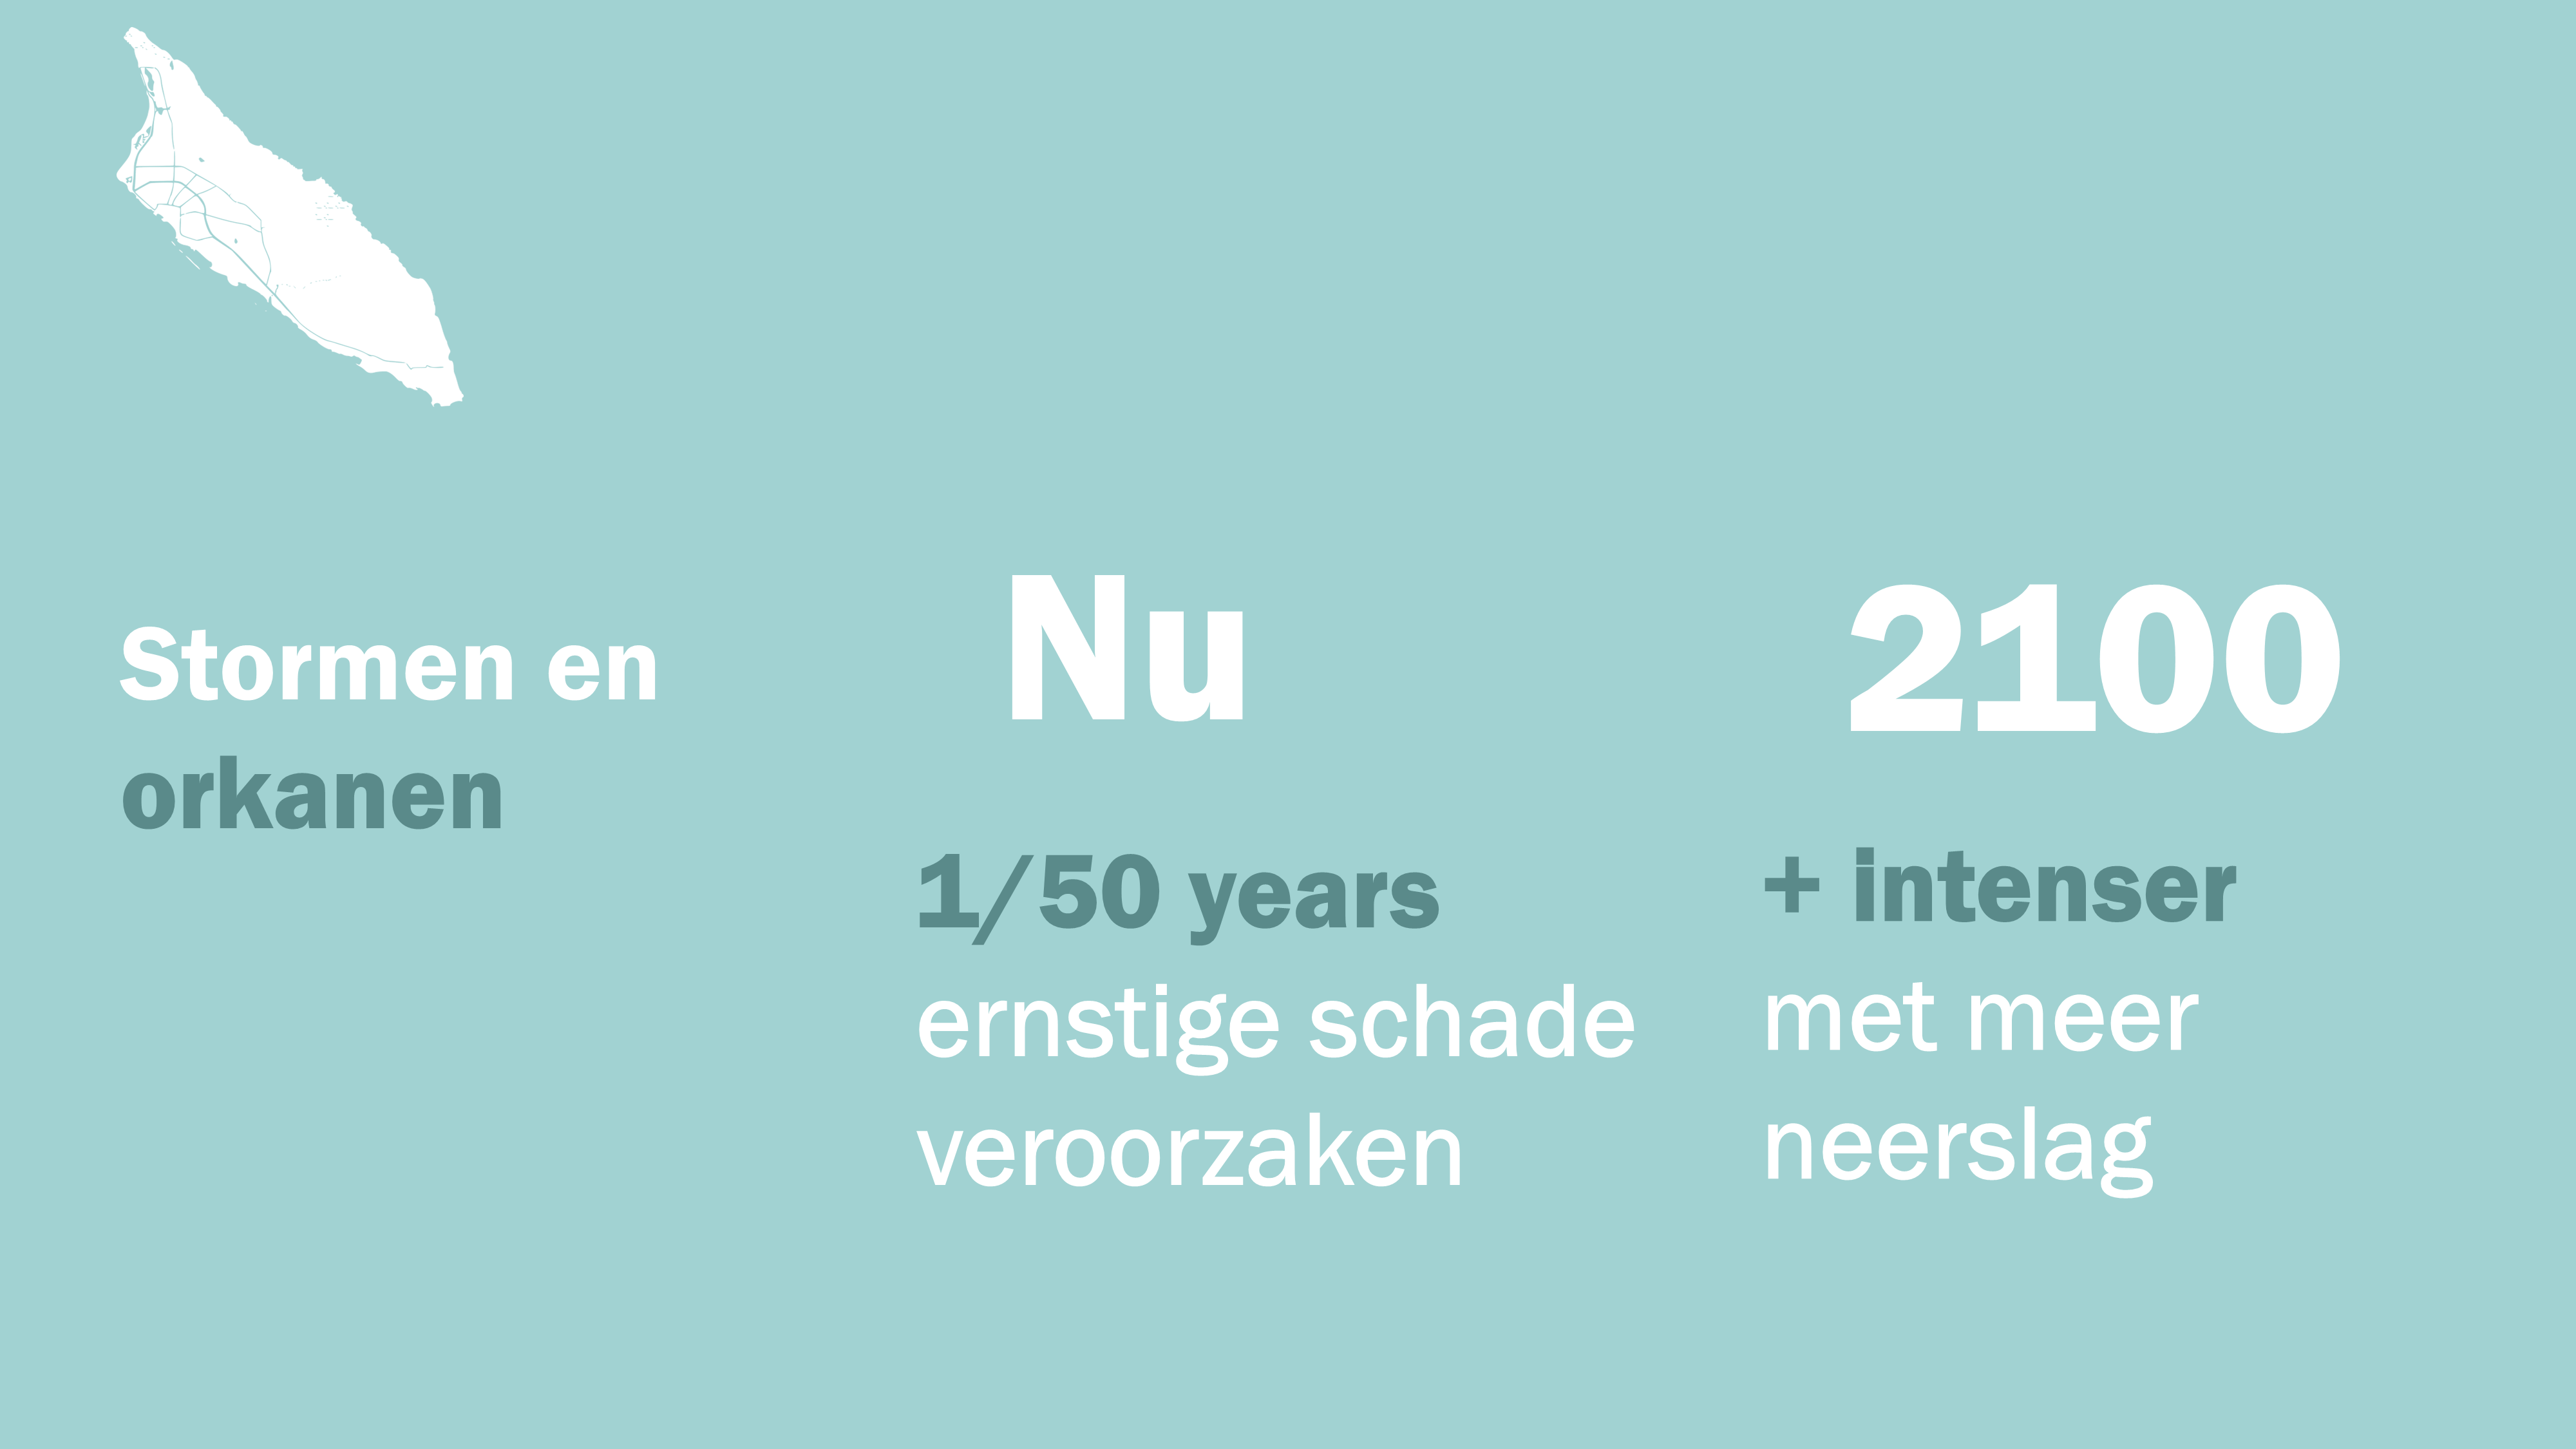 Stormen en
orkanen
Nu
1/50 years
ernstige schade
veroorzaken
2100
+ intenser
met meer
neerslag